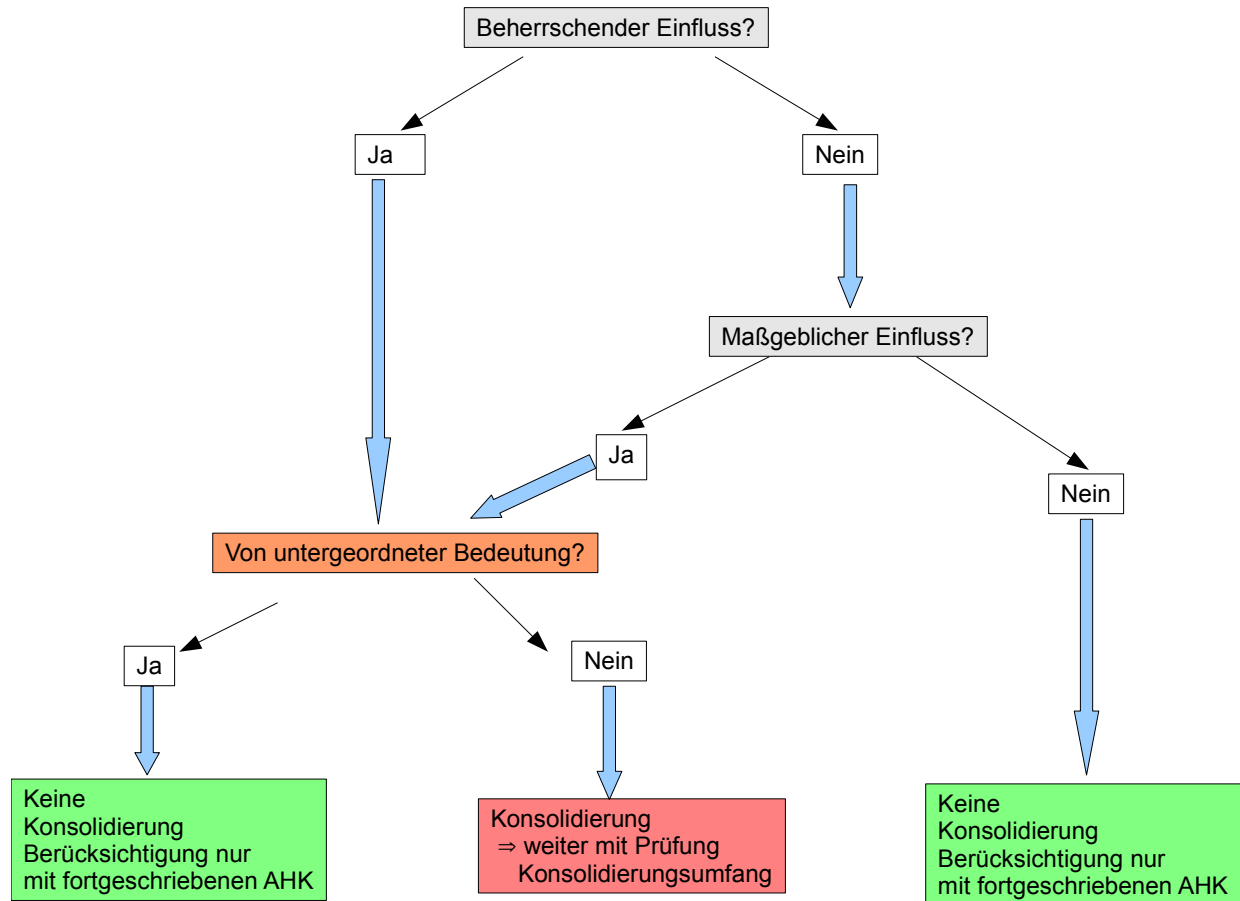 Beherrschender Einfluss?
Ja
Nein
Maßgeblicher Einfluss?
Ja
Nein
Von untergeordneter Bedeutung?
Ja
Nein
Keine
Konsolidierung
Berücksichtigung nur
mit fortgeschriebenen AHK
Konsolidierung
⇒ weiter mit Prüfung
Konsolidierungsumfang
Keine
Konsolidierung
Berücksichtigung nur
mit fortgeschriebenen AHK